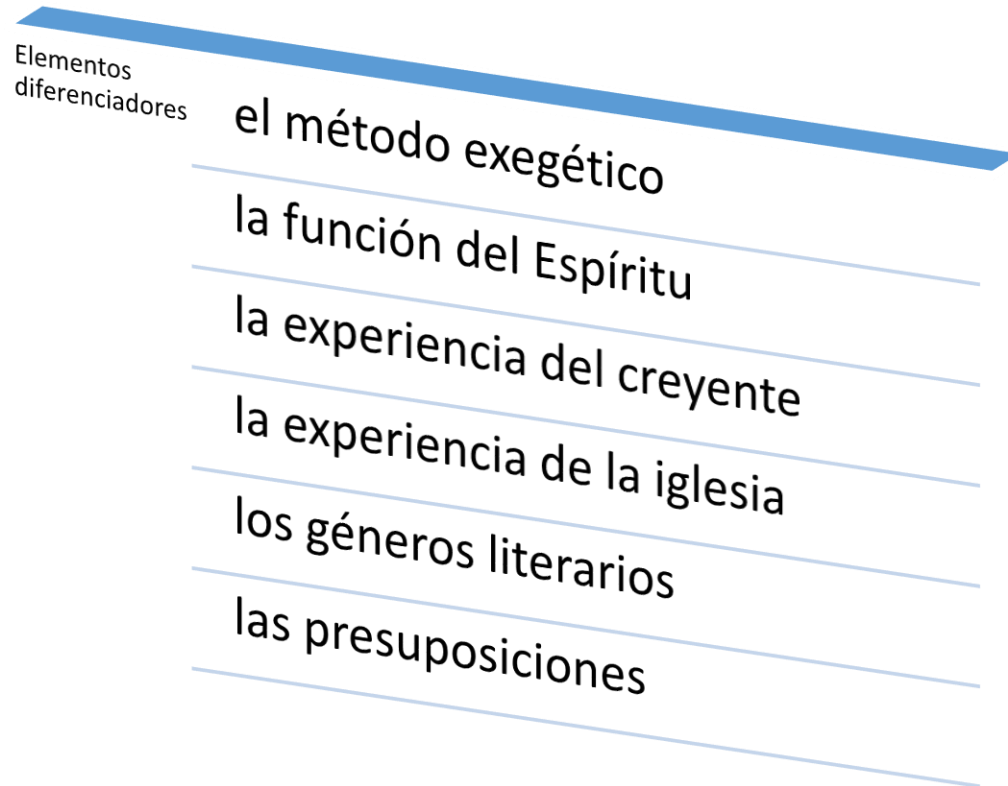 Elementos
diferenciadores
el método exegético
la función del Espíritu
la experiencia del creyente
la experiencia de la iglesia
los géneros literarios
las presuposiciones